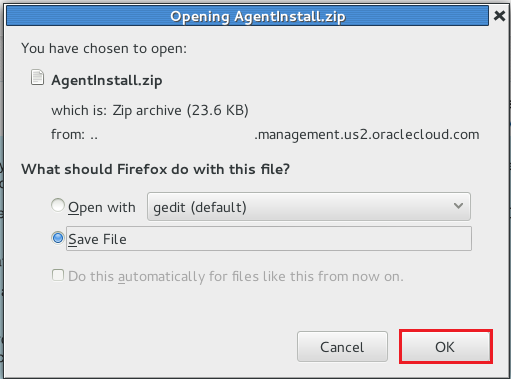 Opening AgentInstall.zip
You have chosen to open:
AgentInstall.zip
which is: Zip archive (23.6 KB)
from: .. .management.us2.oraclecloud.com
What should Firefox do with this file?
Open with gedit (default)
Save File
Do this automatically for files like this from now on.
Cancel OK